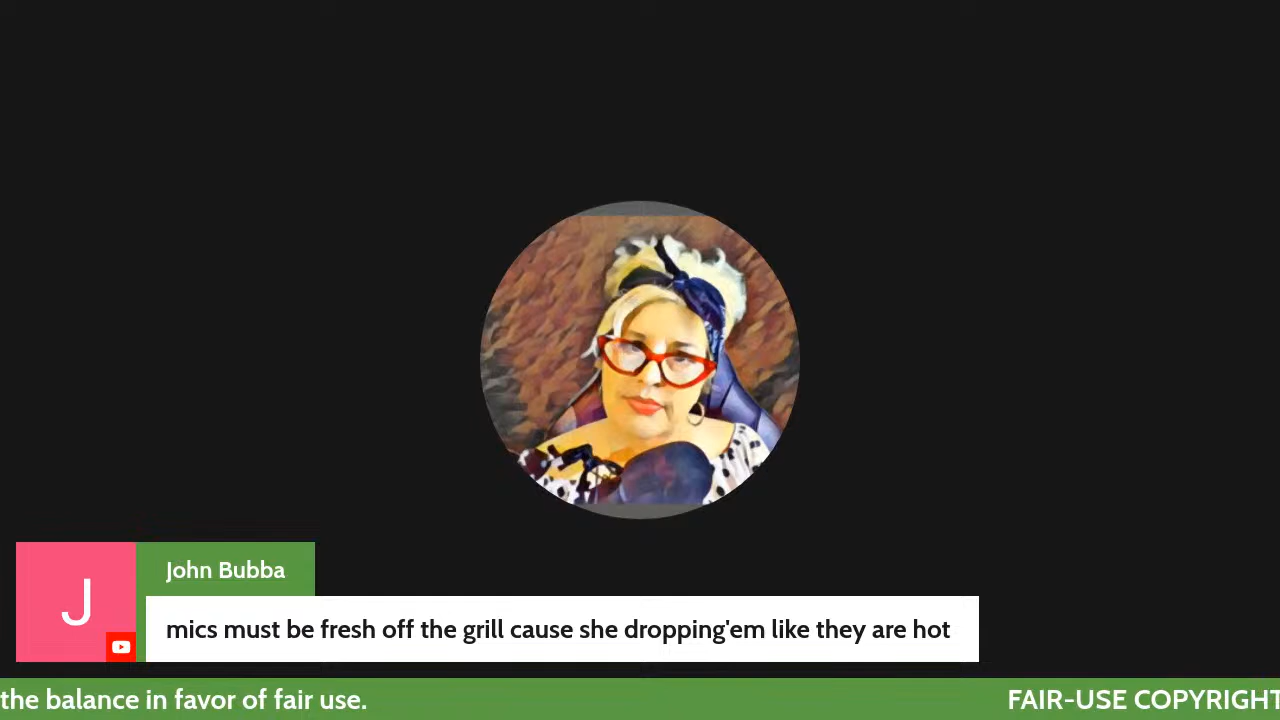 J
John Bubba
mics must be fresh off the grill cause she dropping'em like they are hot
the balance in favor of fair use. FAIR-USE COPYRIGHT